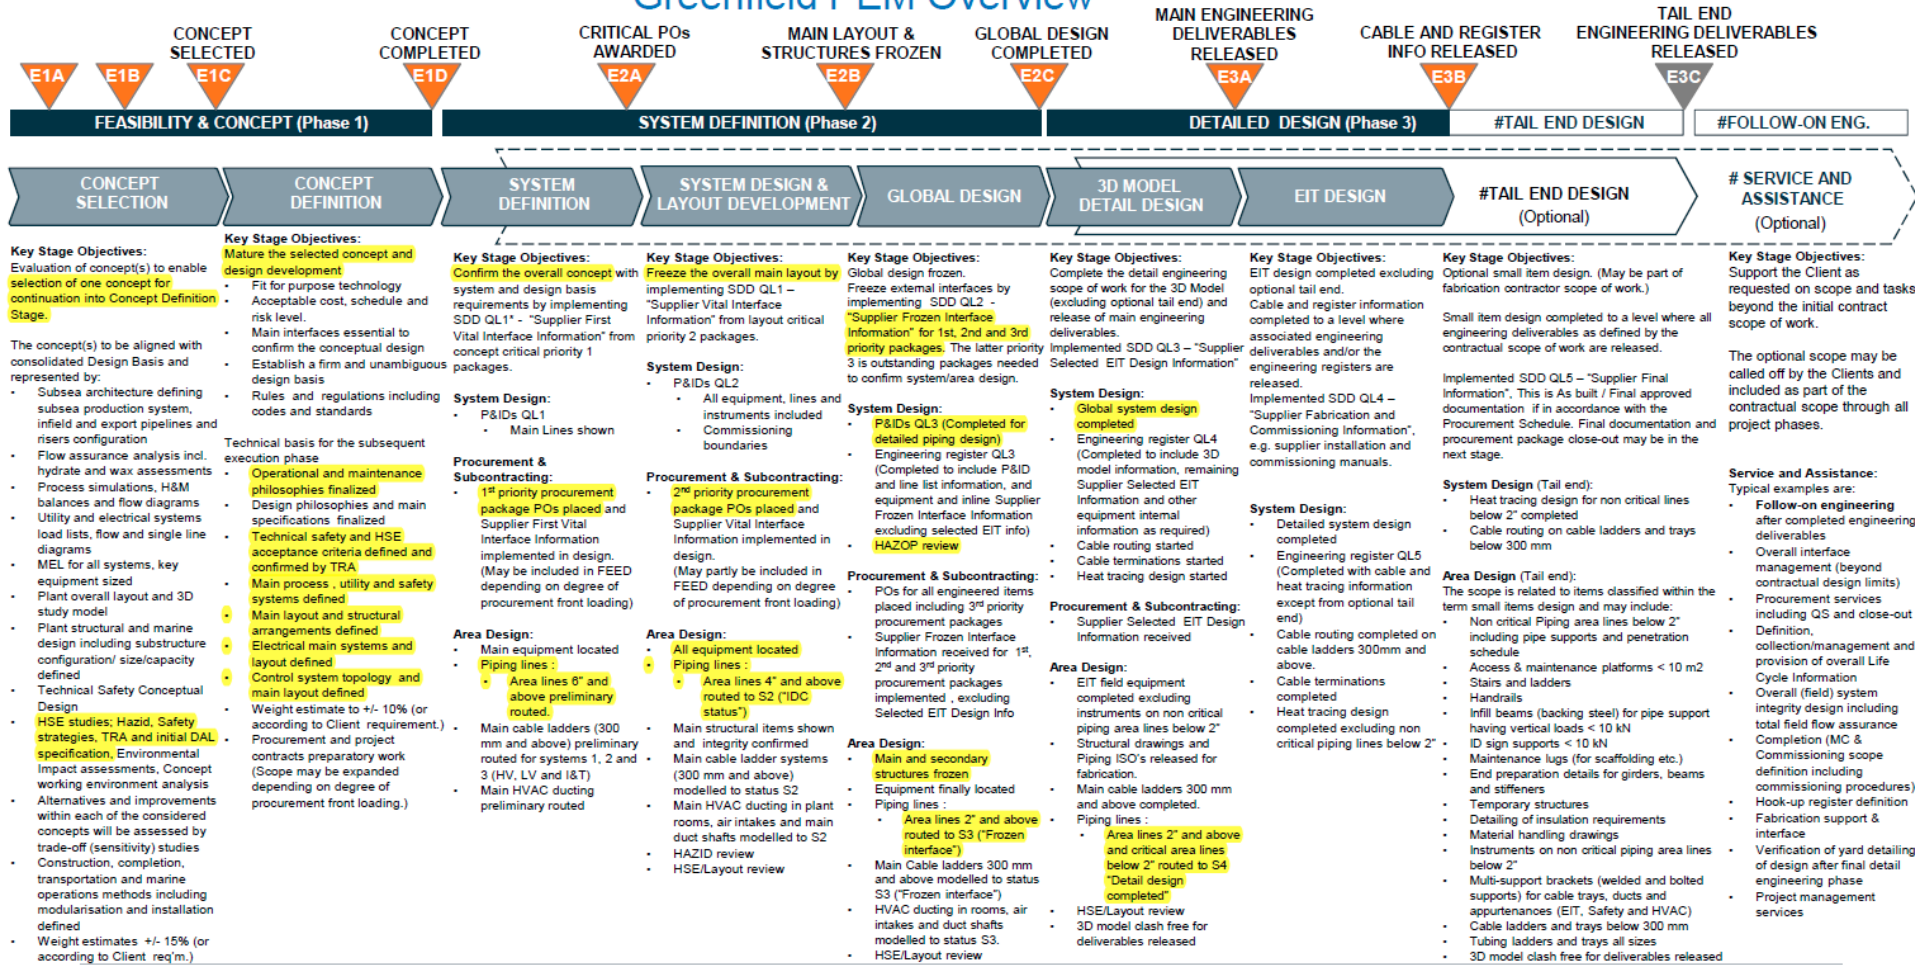 Greenfield PEM Overview
CONCEPT
SELECTED
CONCEPT
COMPLETED
CRITICAL POs
AWARDED
MAIN LAYOUT &
STRUCTURES FROZEN
GLOBAL DESIGN
COMPLETED
MAIN ENGINEERING
DELIVERABLES
RELEASED
CABLE AND REGISTER
INFO RELEASED
TAIL END
ENGINEERING DELIVERABLES
RELEASED
E1A
E1B
E1C
E1D
E2A
E2B
E2C
E3A
E3B
E3C
FEASIBILITY & CONCEPT (Phase 1)
SYSTEM DEFINITION (Phase 2)
DETAILED DESIGN (Phase 3)
#TAIL END DESIGN
#FOLLOW-ON ENG.
CONCEPT
SELECTION
CONCEPT
DEFINITION
SYSTEM
DEFINITION
SYSTEM DESIGN &
LAYOUT DEVELOPMENT
GLOBAL DESIGN
3D MODEL
DETAIL DESIGN
EIT DESIGN
#TAIL END DESIGN
(Optional)
# SERVICE AND
ASSISTANCE
(Optional)
Key Stage Objectives:
Evaluation of concept(s) to enable
selection of one concept for
continuation into Concept Definition
Stage.
The concept(s) to be aligned with
consolidated Design Basis and
represented by:
• Subsea architecture defining
subsea production system,
infield and export pipelines and
risers configuration
• Flow assurance analysis incl.
hydrate and wax assessments
• Process simulations, H&M
balances and flow diagrams
• Utility and electrical systems
load lists, flow and single line
diagrams
• MEL for all systems, key
equipment sized
• Plant overall layout and 3D
study model
• Plant structural and marine
design including substructure
configuration/ size/capacity
defined
• Technical Safety Conceptual
Design
• HSE studies; Hazid, Safety
strategies, TRA and initial DAL
specification, Environmental
Impact assessments, Concept
working environment analysis
• Alternatives and improvements
within each of the considered
concepts will be assessed by
trade-off (sensitivity) studies
• Construction, completion,
transportation and marine
operations methods including
modularisation and installation
defined
• Weight estimates +/- 15% (or
according to Client req'm.)
Key Stage Objectives:
Mature the selected concept and
design development
• Fit for purpose technology
• Acceptable cost, schedule and
risk level.
• Main interfaces essential to
confirm the conceptual design
• Establish a firm and unambiguous
design basis
• Rules and regulations including
codes and standards
Technical basis for the subsequent
execution phase
• Operational and maintenance
philosophies finalized
• Design philosophies and main
specifications finalized
• Technical safety and HSE
acceptance criteria defined and
confirmed by TRA
• Main process , utility and safety
systems defined
• Main layout and structural
arrangements defined
• Electrical main systems and
layout defined
• Control system topology and
main layout defined
• Weight estimate to +/- 10% (or
according to Client requirement.)
• Procurement and project
contracts preparatory work
(Scope may be expanded
depending on degree of
procurement front loading.)
Key Stage Objectives:
Confirm the overall concept with
system and design basis
requirements by implementing
SDD QL1* - "Supplier First
Vital Interface Information" from
concept critical priority 1
packages.
System Design:
• P&IDs QL1
• Main Lines shown
Procurement &
Subcontracting:
• 1st priority procurement
package POs placed and
Supplier First Vital
Interface Information
implemented in design.
(May be included in FEED
depending on degree of
procurement front loading)
Area Design:
• Main equipment located
• Piping lines :
• Area lines 6" and
above preliminary
routed.
• Main cable ladders (300
mm and above) preliminary
routed for systems 1, 2 and
3 (HV, LV and I&T)
• Main HVAC ducting
preliminary routed
Key Stage Objectives:
Freeze the overall main layout by
implementing SDD QL1 –
"Supplier Vital Interface
Information" from layout critical
priority 2 packages.
System Design:
• P&IDs QL2
• All equipment, lines and
instruments included
• Commissioning
boundaries
Procurement & Subcontracting:
• 2nd priority procurement
package POs placed and
Supplier Vital Interface
Information implemented in
design.
(May partly be included in
FEED depending on degree
of procurement front loading)
Area Design:
• All equipment located
• Piping lines :
• Area lines 4" and above
routed to S2 ("IDC
status")
• Main structural items shown
and integrity confirmed
• Main cable ladder systems
(300 mm and above)
modelled to status S2
• Main HVAC ducting in plant
rooms, air intakes and main
duct shafts modelled to S2
• HAZID review
• HSE/Layout review
Key Stage Objectives:
Global design frozen.
Freeze external interfaces by
implementing SDD QL2 -
"Supplier Frozen Interface
Information" for 1st, 2nd and 3rd
priority packages. The latter priority
3 is outstanding packages needed
to confirm system/area design.
System Design:
• P&IDs QL3 (Completed for
detailed piping design)
• Engineering register QL3
(Completed to include P&ID
and line list information, and
equipment and inline Supplier
Frozen Interface Information
excluding selected EIT info)
• HAZOP review
Procurement & Subcontracting:
• POs for all engineered items
placed including 3rd priority
procurement packages
• Supplier Frozen Interface
Information received for 1st,
2nd and 3rd priority
procurement packages
implemented , excluding
Selected EIT Design Info
Area Design:
• Main and secondary
structures frozen
• Equipment finally located
• Piping lines :
• Area lines 2" and above
routed to S3 ("Frozen
interface")
• Main Cable ladders 300 mm
and above modelled to status
S3 ("Frozen interface")
• HVAC ducting in rooms, air
intakes and duct shafts
modelled to status S3.
• HSE/Layout review
Key Stage Objectives:
Complete the detail engineering
scope of work for the 3D Model
(excluding optional tail end) and
release of main engineering
deliverables.
Implemented SDD QL3 – "Supplier
Selected EIT Design Information"
System Design:
• Global system design
completed
• Engineering register QL4
(Completed to include 3D
model information, remaining
Supplier Selected EIT
Information and other
equipment internal
information as required)
• Cable routing started
• Cable terminations started
• Heat tracing design started
Procurement & Subcontracting:
• Supplier Selected EIT Design
Information received
Area Design:
• EIT field equipment
completed excluding
instruments on non critical
piping area lines below 2"
• Structural drawings and
Piping ISO's released for
fabrication.
• Main cable ladders 300 mm
and above completed.
• Piping lines :
• Area lines 2" and above
and critical area lines
below 2" routed to S4
"Detail design
completed"
• HSE/Layout review
• 3D model clash free for
deliverables released
Key Stage Objectives:
EIT design completed excluding
optional tail end.
Cable and register information
completed to a level where
associated engineering
deliverables and/or the
engineering registers are
released.
Implemented SDD QL4 –
"Supplier Fabrication and
Commissioning Information",
e.g. supplier installation and
commissioning manuals.
System Design:
• Detailed system design
completed
• Engineering register QL5
(Completed with cable and
heat tracing information
except from optional tail
end)
• Cable routing completed on
cable ladders 300mm and
above.
• Cable terminations
completed
• Heat tracing design
completed excluding non
critical piping lines below 2"
Key Stage Objectives:
Optional small item design. (May be part of
fabrication contractor scope of work.)
Small item design completed to a level where all
engineering deliverables as defined by the
contractual scope of work are released.
Implemented SDD QL5 – "Supplier Final
Information", This is As built / Final approved
documentation if in accordance with the
Procurement Schedule. Final documentation and
procurement package close-out may be in the
next stage.
System Design (Tail end):
• Heat tracing design for non critical lines
below 2" completed
• Cable routing on cable ladders and trays
below 300 mm
Area Design (Tail end):
The scope is related to items classified within the
term small items design and may include:
• Non critical Piping area lines below 2"
including pipe supports and penetration
schedule
• Access & maintenance platforms < 10 m2
• Stairs and ladders
• Handrails
• Infill beams (backing steel) for pipe support
having vertical loads < 10 kN
• ID sign supports < 10 kN
• Maintenance lugs (for scaffolding etc.)
• End preparation details for girders, beams
and stiffeners
• Temporary structures
• Detailing of insulation requirements
• Material handling drawings
• Instruments on non critical piping area lines
below 2"
• Multi-support brackets (welded and bolted
supports) for cable trays, ducts and
appurtenances (EIT, Safety and HVAC)
• Cable ladders and trays below 300 mm
• Tubing ladders and trays all sizes
• 3D model clash free for deliverables released
Key Stage Objectives:
Support the Client as
requested on scope and tasks
beyond the initial contract
scope of work.
The optional scope may be
called off by the Clients and
included as part of the
contractual scope through all
project phases.
Service and Assistance:
Typical examples are:
• Follow-on engineering
after completed engineering
deliverables
• Overall interface
management (beyond
contractual design limits)
• Procurement services
including QS and close-out
• Definition,
collection/management and
provision of overall Life
Cycle Information
• Overall (field) system
integrity design including
total field flow assurance
• Completion (MC &
Commissioning scope
definition including
commissioning procedures)
• Hook-up register definition
• Fabrication support &
interface
• Verification of yard detailing
of design after final detail
engineering phase
• Project management
services